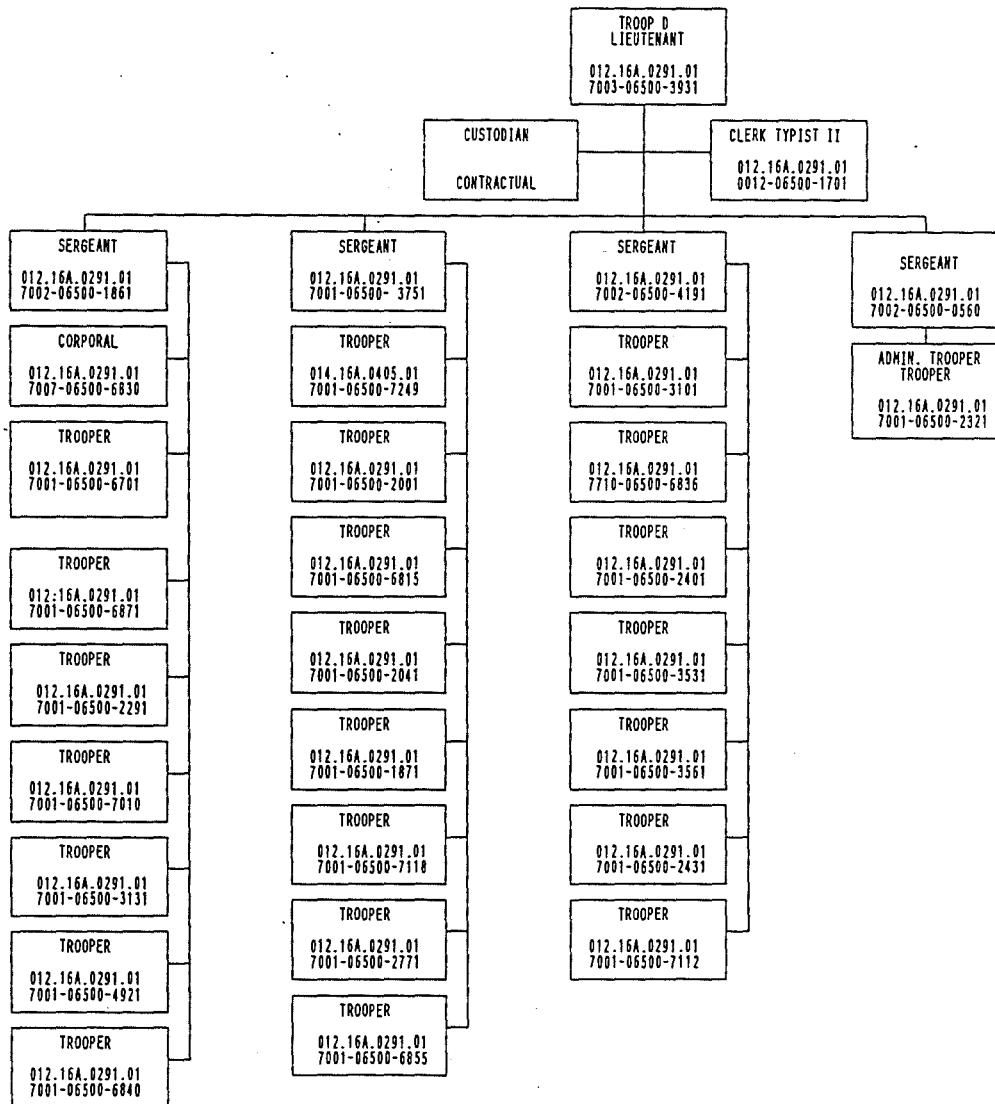 TROOP D
LIEUTENANT
012.16A.0291.01
7003-06500-3931
CUSTODIAN
CONTRACTUAL
CLERK TYPIST II
012.16A.0291.01
0012-06500-1701
SERGEANT
012.16A.0291.01
7002-06500-1861
CORPORAL
012.16A.0291.01
7007-06500-6830
TROOPER
012.16A.0291.01
7001-06500-6701
TROOPER
012:16A.0291.01
7001-06500-6871
TROOPER
012.16A.0291.01
7001-06500-2291
TROOPER
012.16A.0291.01
7001-06500-7010
TROOPER
012.16A.0291.01
7001-06500-3131
TROOPER
012.16A.0291.01
7001-06500-4921
TROOPER
012.16A.0291.01
7001-06500-6840
SERGEANT
012.16A.0291.01
7001-06500- 3751
TROOPER
014.16A.0405.01
7001-06500-7249
TROOPER
012.16A.0291.01
7001-06500-2001
TROOPER
012.16A.0291.01
7001-06500-6815
TROOPER
012.16A.0291.01
7001-06500-2041
TROOPER
012.16A.0291.01
7001-06500-1871
TROOPER
012.16A.0291.01
7001-06500-7118
TROOPER
012.16A.0291.01
7001-06500-2771
TROOPER
012.16A.0291.01
7001-06500-6855
SERGEANT
012.16A.0291.01
7002-06500-4191
TROOPER
012.16A.0291.01
7001-06500-3101
TROOPER
012.16A.0291.01
7710-06500-6836
TROOPER
012.16A.0291.01
7001-06500-2401
TROOPER
012.16A.0291.01
7001-06500-3531
TROOPER
012.16A.0291.01
7001-06500-3561
TROOPER
012.16A.0291.01
7001-06500-2431
TROOPER
012.16A.0291.01
7001-06500-7112
SERGEANT
012.16A.0291.01
7002-06500-0560
ADMIN. TROOPER
TROOPER
012.16A.0291.01
7001-06500-2321